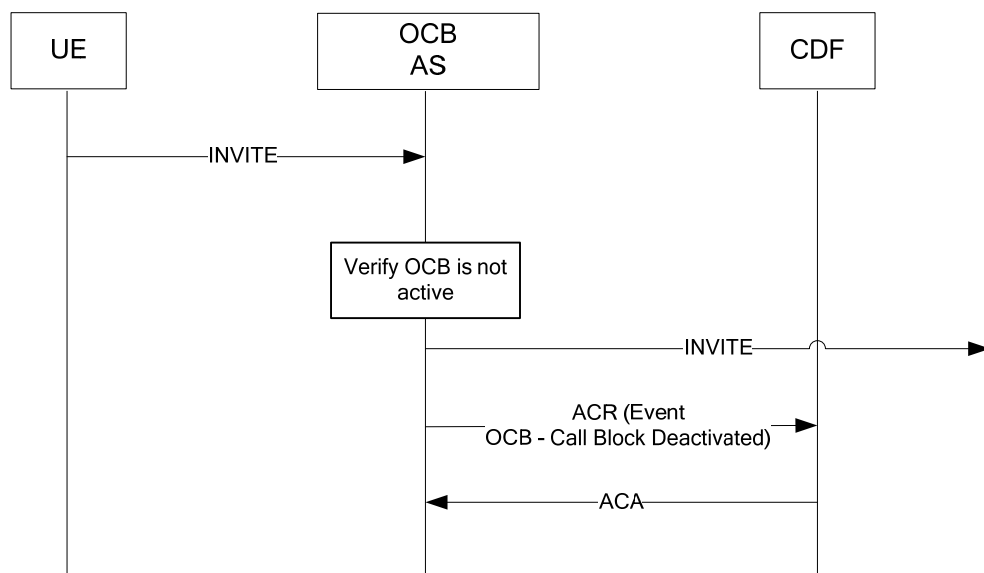 UE
OCB
AS
CDF
INVITE
Verify OCB is not
active
INVITE
ACR (Event
OCB - Call Block Deactivated)
ACA